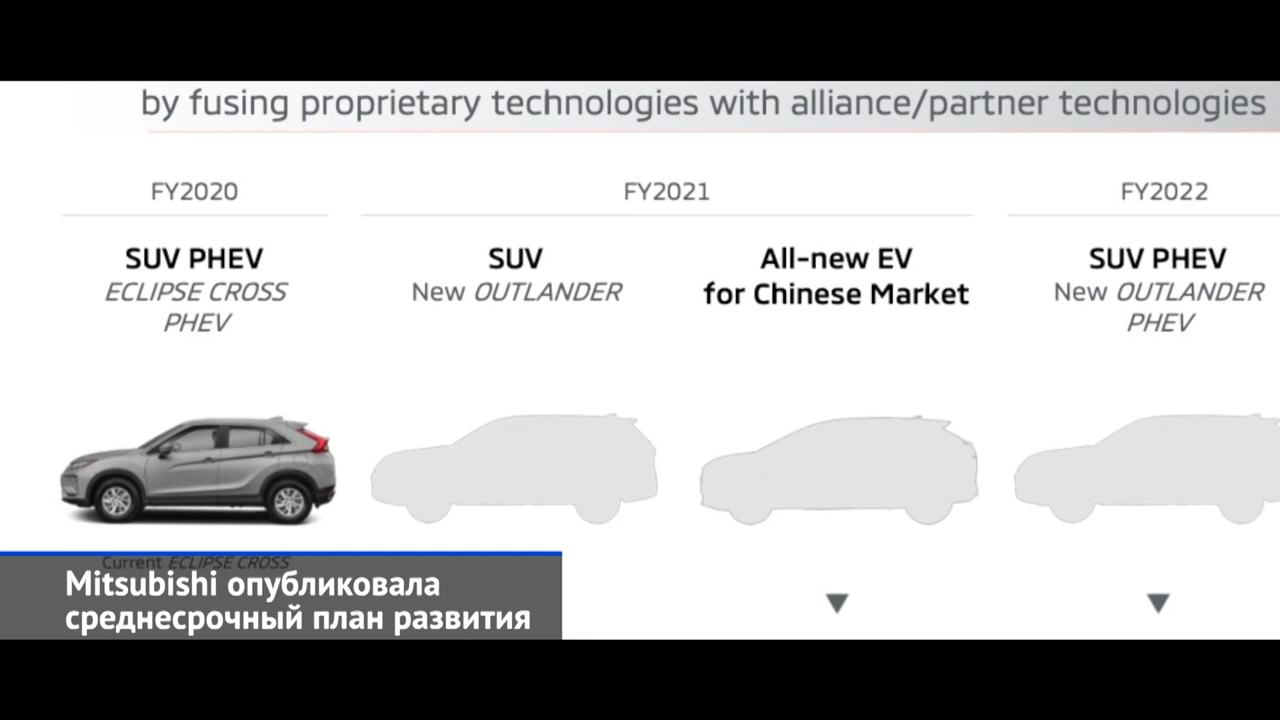 by fusing proprietary technologies with alliance/partner technologies
FY2020
FY2021
FY2022
SUV PHEV
ECLIPSE CROSS
PHEV
SUV
New OUTLANDER
All-new EV
for Chinese Market
SUV PHEV
New OUTLANDER
PHEV
Current ECLIPSE CROSS
Mitsubishi опубликовала
среднесрочный план развития